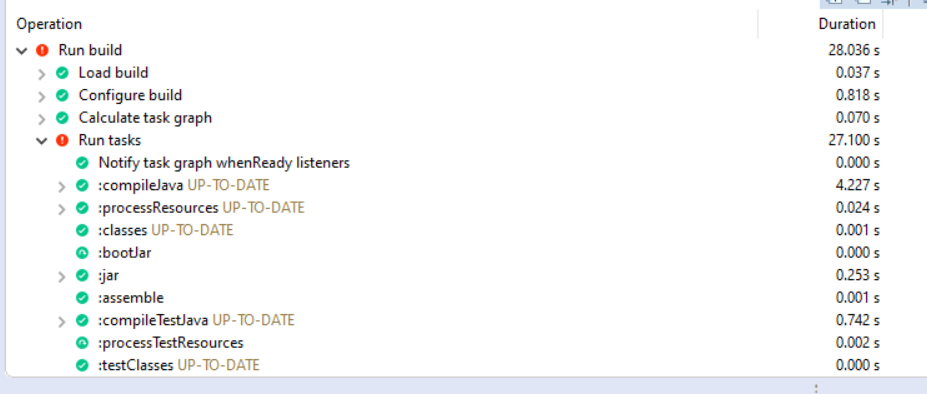 Operation Duration
Run build 28.036 s
Load build 0.037 s
Configure build 0.818 s
Calculate task graph 0.070 s
Run tasks 27.100 s
Notify task graph whenReady listeners 0.000 s
:compileJava UP-TO-DATE 4.227 s
:processResources UP-TO-DATE 0.024 s
:classes UP-TO-DATE 0.001 s
:bootJar 0.000 s
:jar 0.253 s
:assemble 0.001 s
:compileTestJava UP-TO-DATE 0.742 s
:processTestResources 0.002 s
:testClasses UP-TO-DATE 0.000 s